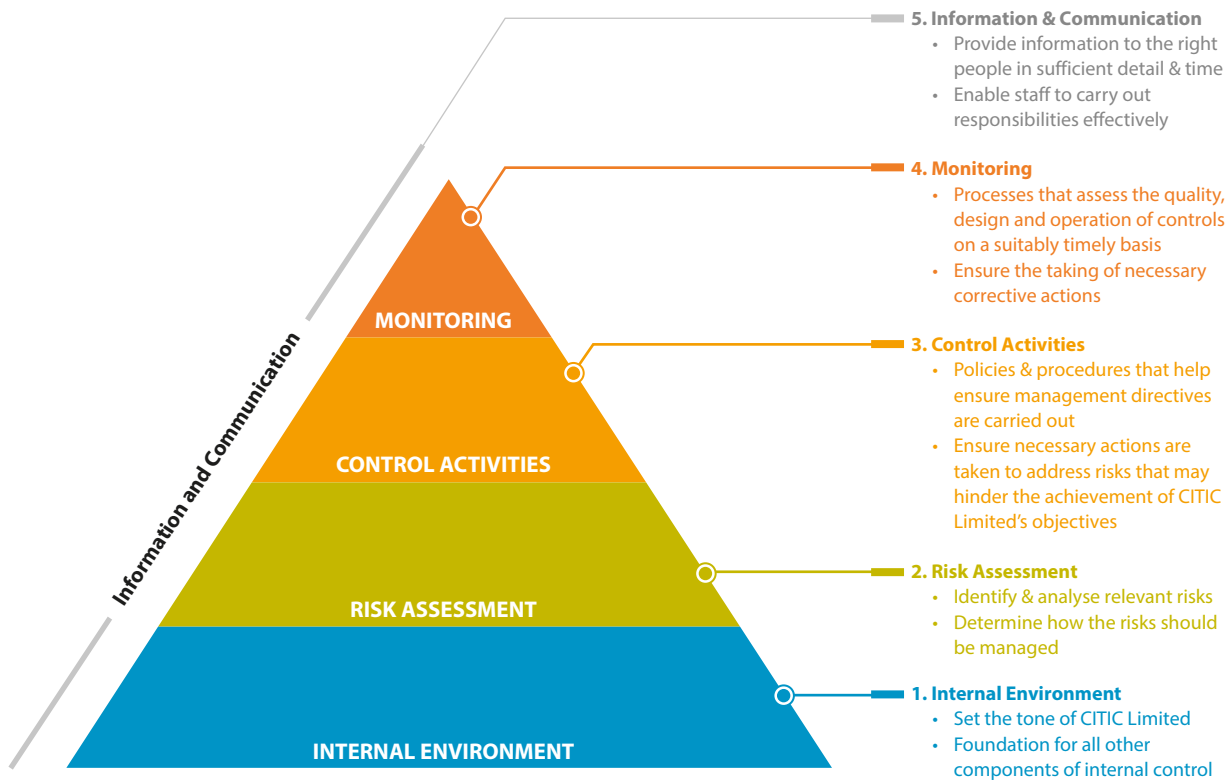 5. Information & Communication
• Provide information to the right
people in sufficient detail & time
• Enable staff to carry out
responsibilities effectively
4. Monitoring
• Processes that assess the quality,
design and operation of controls
on a suitably timely basis
• Ensure the taking of necessary
corrective actions
3. Control Activities
• Policies & procedures that help
ensure management directives
are carried out
• Ensure necessary actions are
taken to address risks that may
hinder the achievement of CITIC
Limited’s objectives
2. Risk Assessment
• Identify & analyse relevant risks
• Determine how the risks should
be managed
1. Internal Environment
• Set the tone of CITIC Limited
• Foundation for all other
components of internal control
Information and Communication
MONITORING
CONTROL ACTIVITIES
RISK ASSESSMENT
INTERNAL ENVIRONMENT